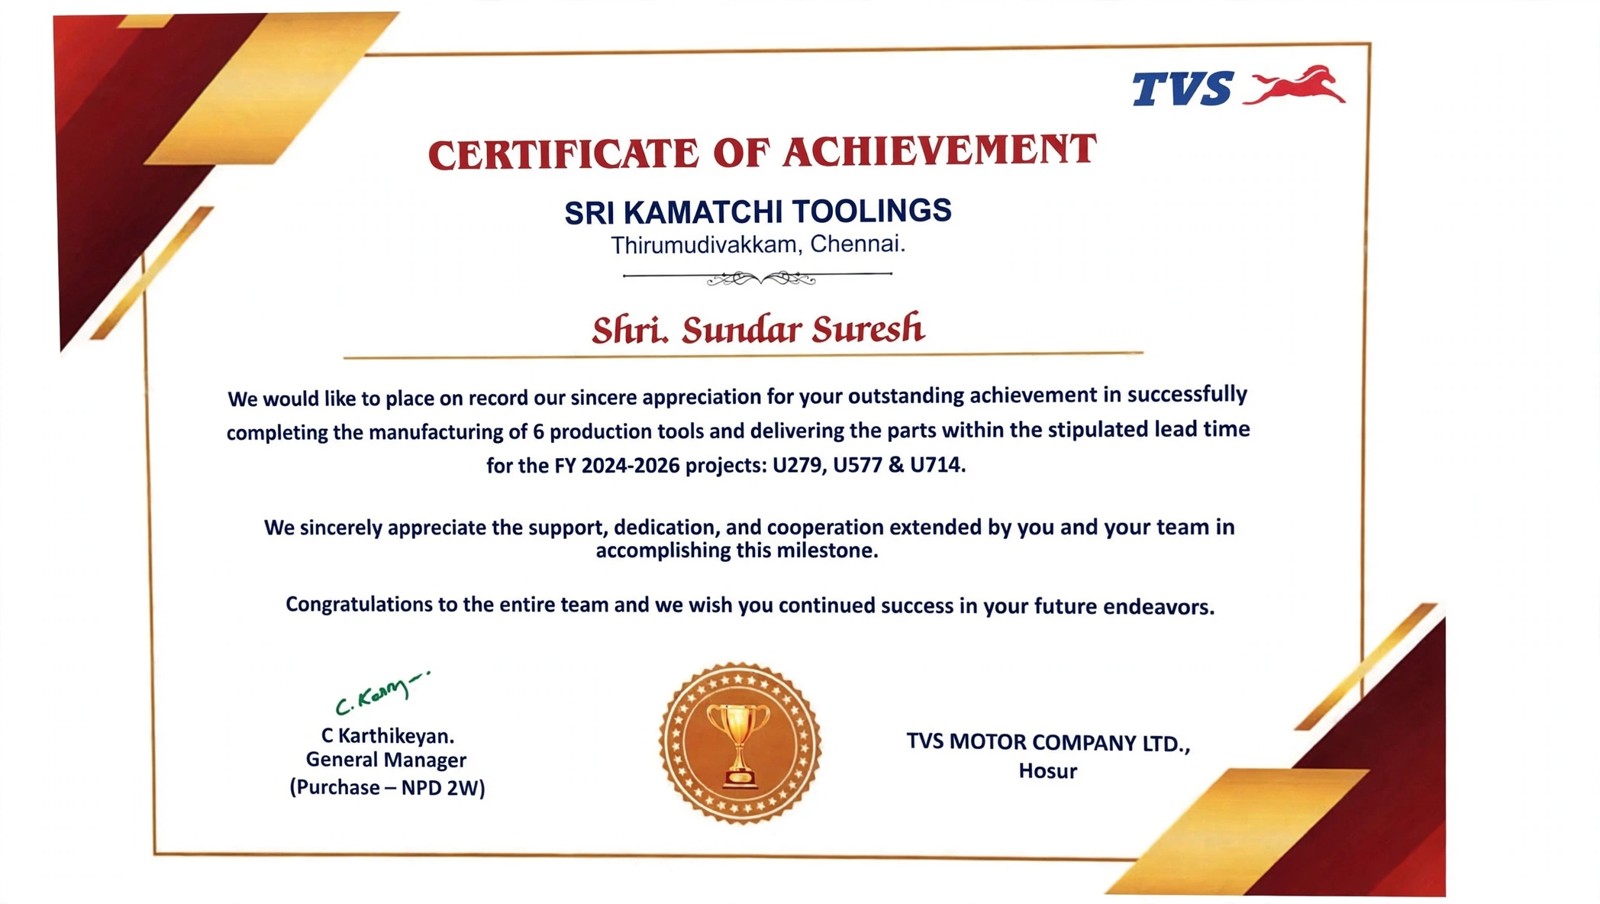 TVS
CERTIFICATE OF ACHIEVEMENT
SRI KAMATCHI TOOLINGS
Thirumudivakkam, Chennai.
Shri. Sundar Suresh
We would like to place on record our sincere appreciation for your outstanding achievement in successfully
completing the manufacturing of 6 production tools and delivering the parts within the stipulated lead time
for the FY 2024-2026 projects: U279, U577 & U714.
We sincerely appreciate the support, dedication, and cooperation extended by you and your team in
accomplishing this milestone.
Congratulations to the entire team and we wish you continued success in your future endeavors.
C Karthikeyan.
General Manager
(Purchase – NPD 2W)
TVS MOTOR COMPANY LTD.,
Hosur